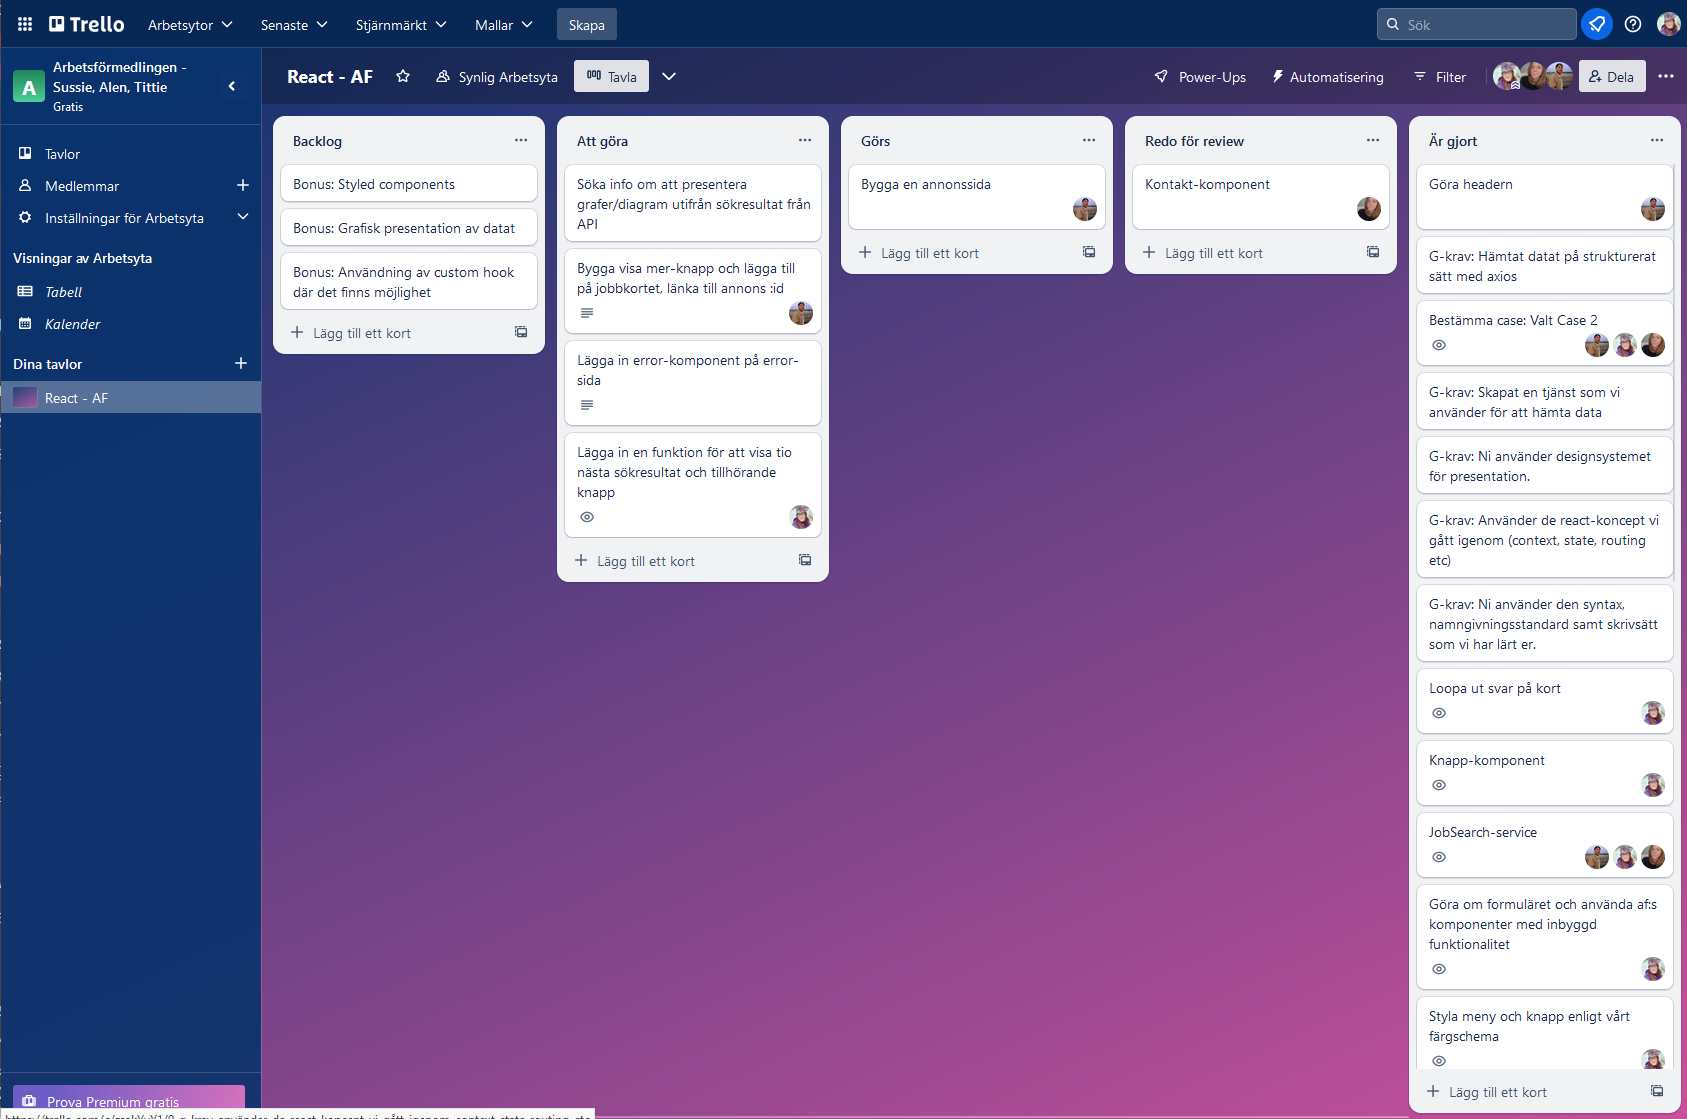 Trello
Arbetsytor
Senaste
Stjärnmärkt
Mallar
Skapa
Sök
A
Arbetsförmedlingen -
Sussie, Alen, Tittie
Gratis
Tavlor
Medlemmar
Inställningar för Arbetsyta
Visningar av Arbetsyta
Tabell
Kalender
Dina tavlor
React - AF
Prova Premium gratis
React - AF
Synlig Arbetsyta
Tavla
Power-Ups
Automatisering
Filter
Dela
Backlog
Bonus: Styled components
Bonus: Grafisk presentation av datat
Bonus: Användning av custom hook
där det finns möjlighet
Lägg till ett kort
Att göra
Söka info om att presentera
grafer/diagram utifrån sökresultat från
API
Bygga visa mer-knapp och lägga till
på jobbkortet, länka till annons :id
Lägga in error-komponent på error-
sida
Lägga in en funktion för att visa tio
nästa sökresultat och tillhörande
knapp
Lägg till ett kort
Görs
Bygga en annonssida
Lägg till ett kort
Redo för review
Kontakt-komponent
Lägg till ett kort
Är gjort
Göra headern
G-krav: Hämtat datat på strukturerat
sätt med axios
Bestämma case: Valt Case 2
G-krav: Skapat en tjänst som vi
använder för att hämta data
G-krav: Ni använder designsystemet
för presentation.
G-krav: Använder de react-koncept vi
gått igenom (context, state, routing
etc)
G-krav: Ni använder den syntax,
namngivningsstandard samt skrivsätt
som vi har lärt er.
Loopa ut svar på kort
Knapp-komponent
JobSearch-service
Göra om formuläret och använda af:s
komponenter med inbyggd
funktionalitet
Styla meny och knapp enligt vårt
färgschema
Lägg till ett kort